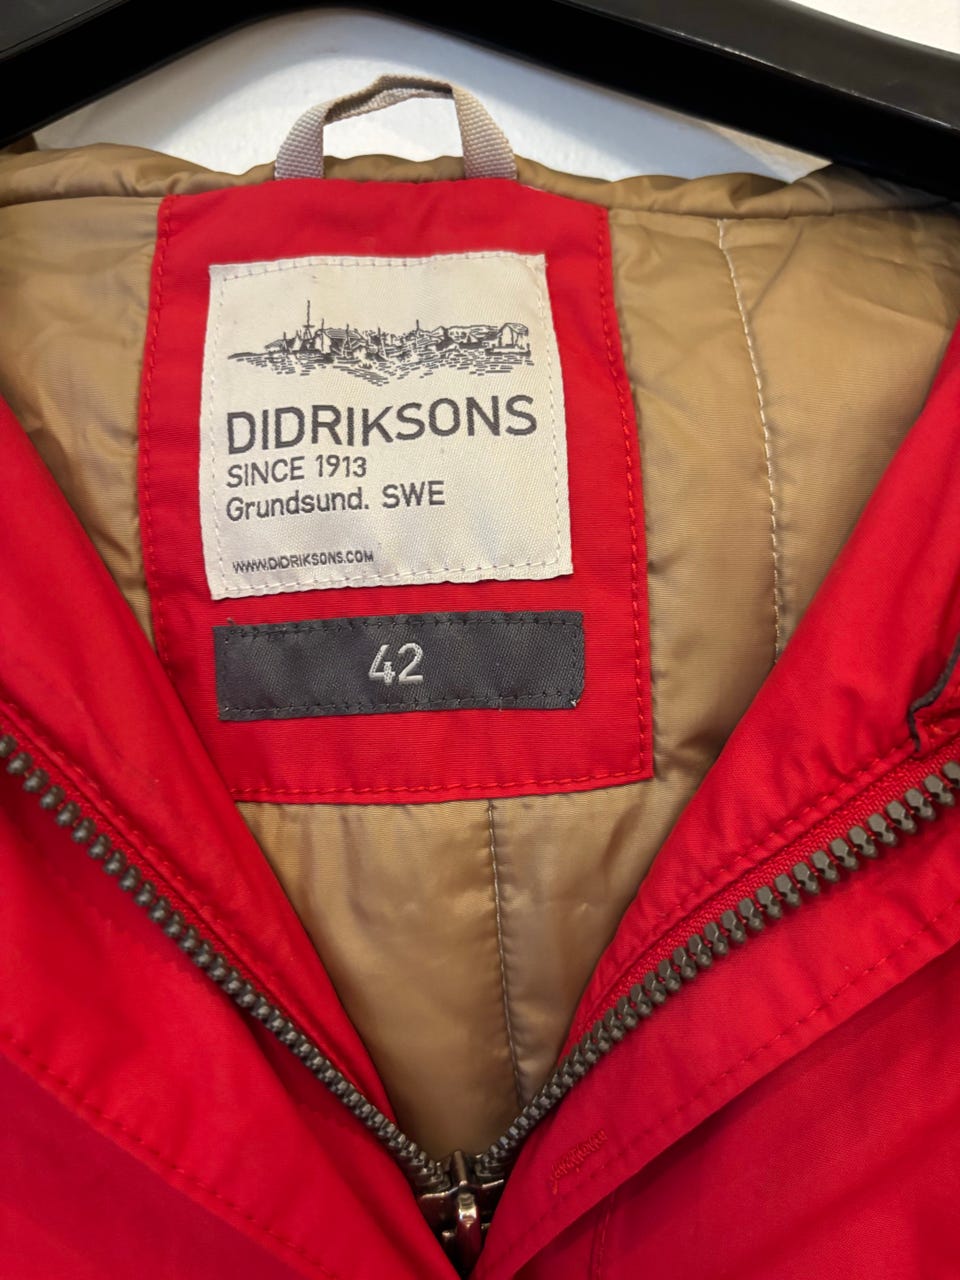 DIDRIKSONS
SINCE 1913
Grundsund. SWE
WWW.DIDRIKSONS.COM
42